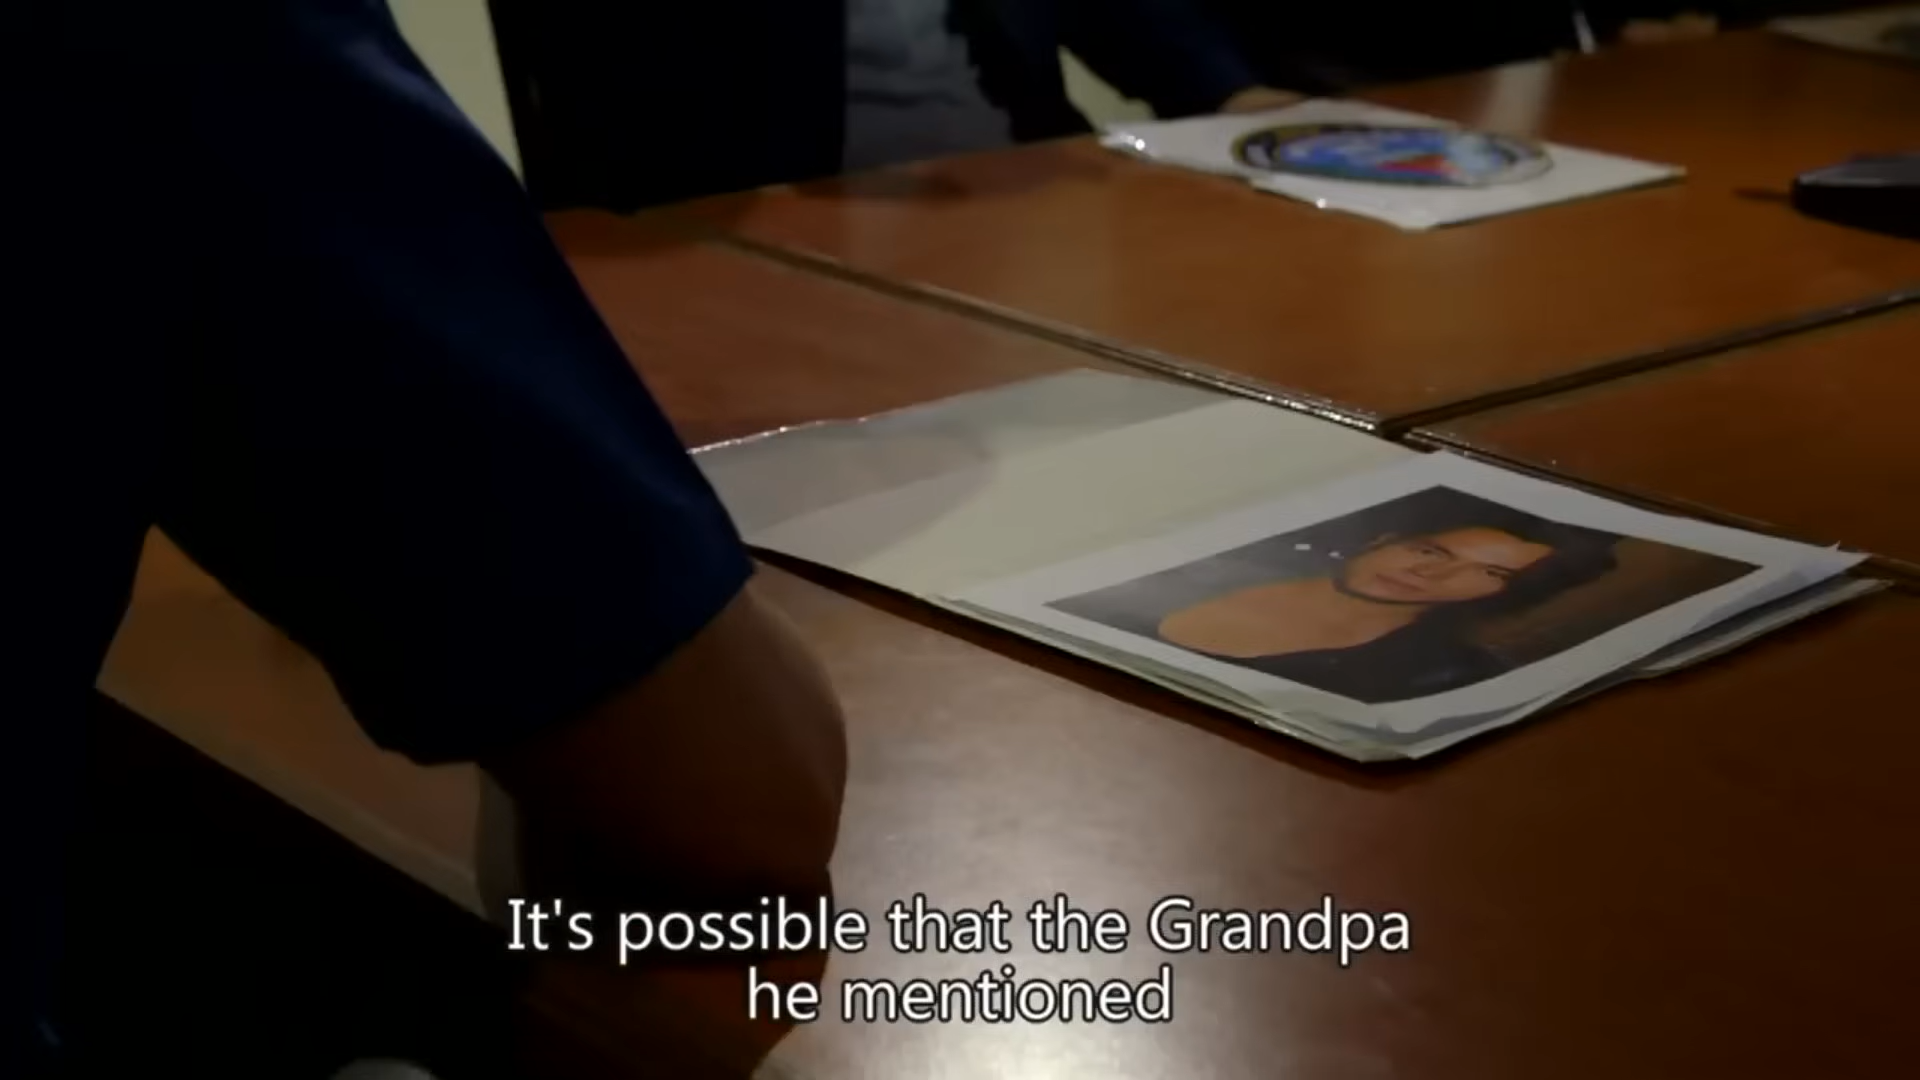 It's possible that the Grandpa
he mentioned